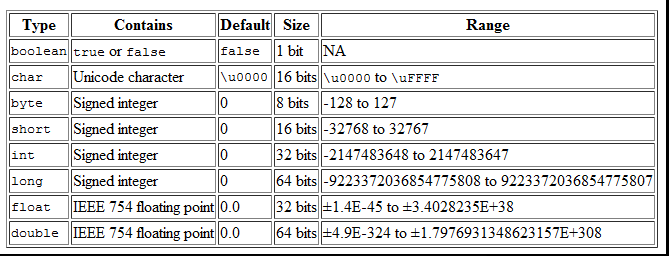 Type Contains Default Size Range
boolean true or false false 1 bit NA
char Unicode character \u0000 16 bits \u0000 to \uFFFF
byte Signed integer 0 8 bits -128 to 127
short Signed integer 0 16 bits -32768 to 32767
int Signed integer 0 32 bits -2147483648 to 2147483647
long Signed integer 0 64 bits -9223372036854775808 to 9223372036854775807
float IEEE 754 floating point 0.0 32 bits ±1.4E-45 to ±3.4028235E+38
double IEEE 754 floating point 0.0 64 bits ±4.9E-324 to ±1.7976931348623157E+308